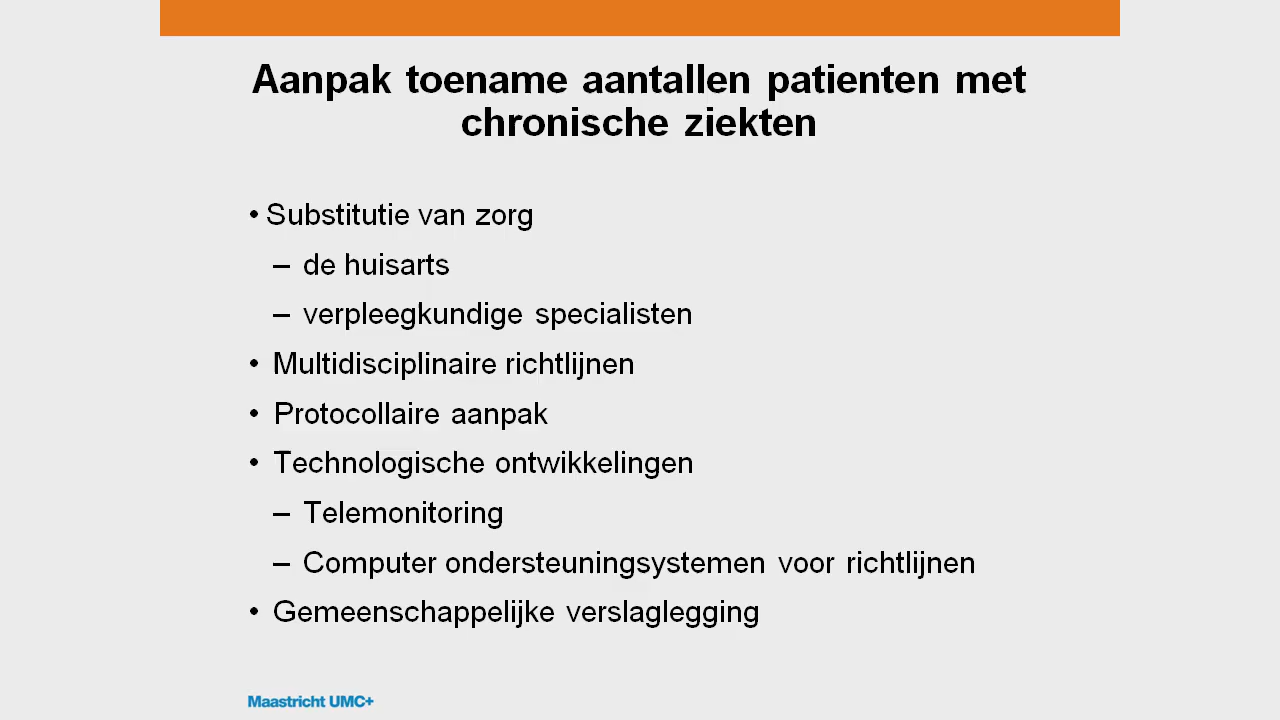 Aanpak toename aantallen patienten met
chronische ziekten
• Substitutie van zorg
– de huisarts
– verpleegkundige specialisten
• Multidisciplinaire richtlijnen
• Protocollaire aanpak
• Technologische ontwikkelingen
– Telemonitoring
– Computer ondersteuningsystemen voor richtlijnen
• Gemeenschappelijke verslaglegging
Maastricht UMC+